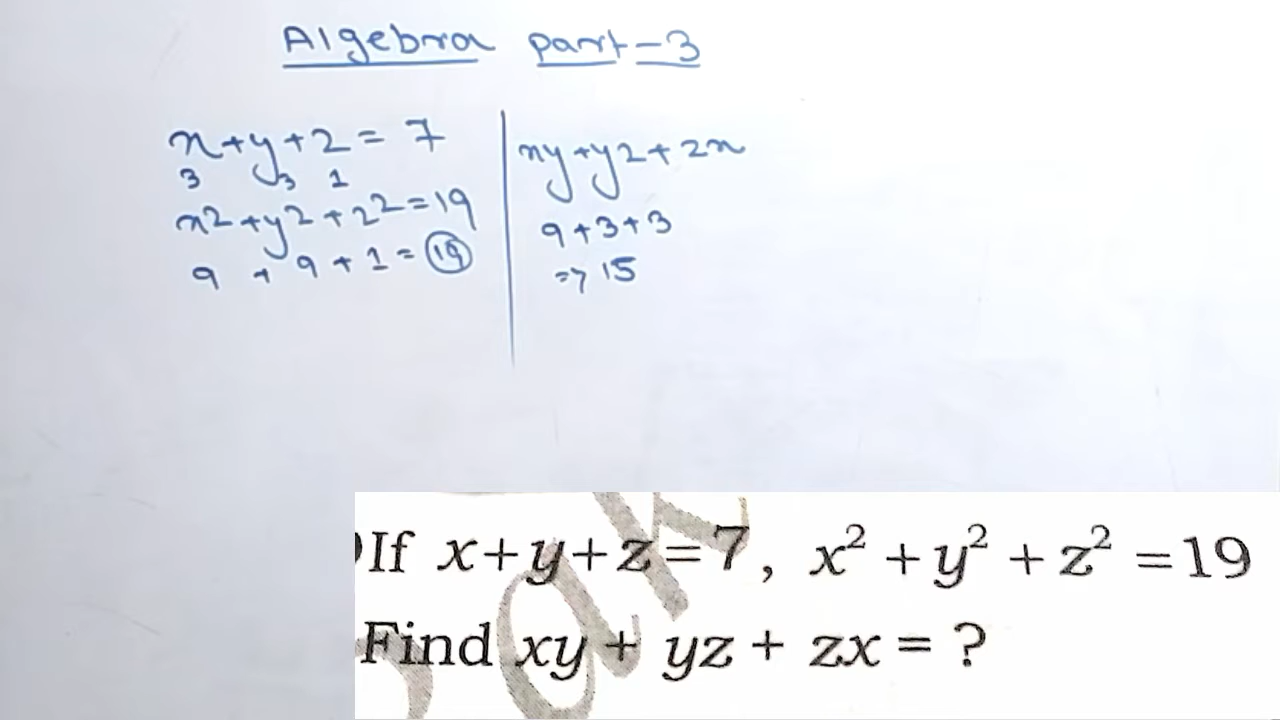 Algebra part-3
x+y+z = 7
3 3 1
x²+y²+z²=19
9 + 9 + 1 = 19
xy+yz+zx
9+3+3
=> 15
If x+y+z=7, x² + y² + z² =19
Find xy + yz + zx = ?